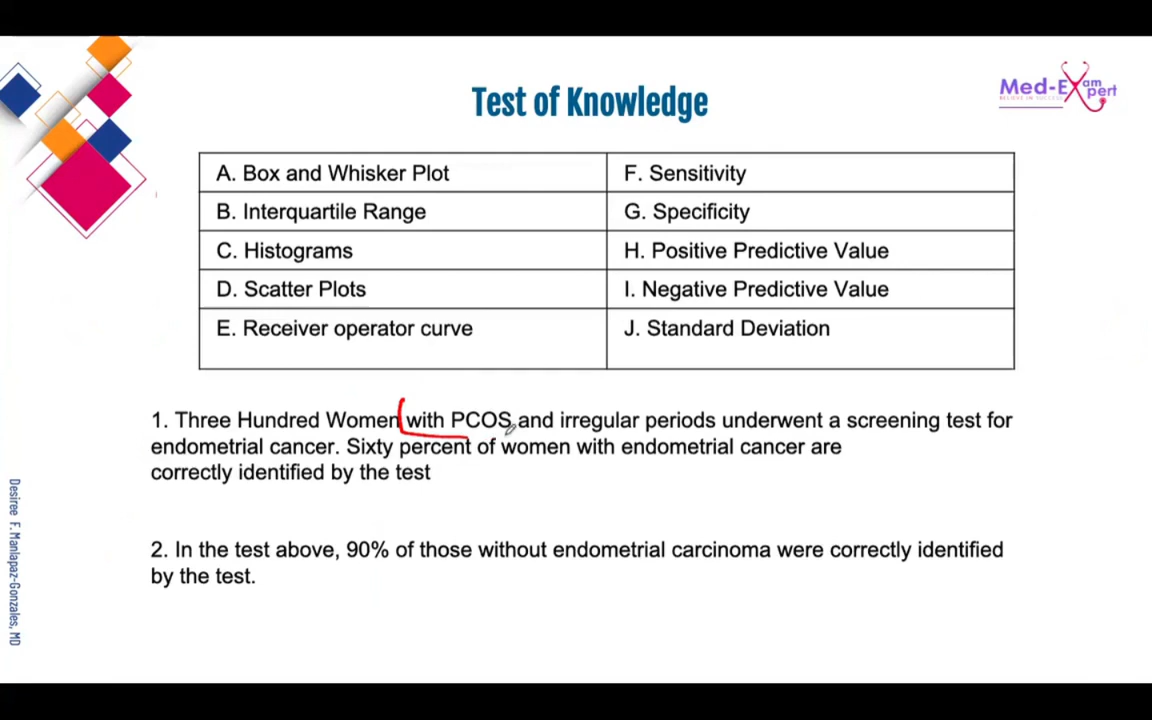 Test of Knowledge
Med-Exam
pert
BELIEVE IN SUCCESS
A. Box and Whisker Plot
F. Sensitivity
B. Interquartile Range
G. Specificity
C. Histograms
H. Positive Predictive Value
D. Scatter Plots
I. Negative Predictive Value
E. Receiver operator curve
J. Standard Deviation
1. Three Hundred Women with PCOS and irregular periods underwent a screening test for
endometrial cancer. Sixty percent of women with endometrial cancer are
correctly identified by the test
2. In the test above, 90% of those without endometrial carcinoma were correctly identified
by the test.
Desiree F. Manlapaz-Gonzales, MD